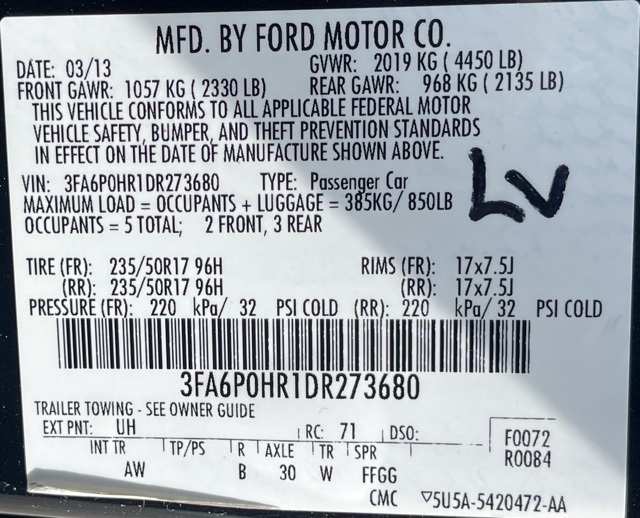 MFD. BY FORD MOTOR CO.
DATE: 03/13 GVWR: 2019 KG ( 4450 LB)
FRONT GAWR: 1057 KG ( 2330 LB) REAR GAWR: 968 KG ( 2135 LB)
THIS VEHICLE CONFORMS TO ALL APPLICABLE FEDERAL MOTOR
VEHICLE SAFETY, BUMPER, AND THEFT PREVENTION STANDARDS
IN EFFECT ON THE DATE OF MANUFACTURE SHOWN ABOVE.
VIN: 3FA6P0HR1DR273680 TYPE: Passenger Car
MAXIMUM LOAD = OCCUPANTS + LUGGAGE = 385KG/ 850LB
OCCUPANTS = 5 TOTAL; 2 FRONT, 3 REAR
LV
TIRE (FR): 235/50R17 96H RIMS (FR): 17x7.5J
(RR): 235/50R17 96H (RR): 17x7.5J
PRESSURE (FR): 220 kPa/ 32 PSI COLD (RR): 220 kPa/ 32 PSI COLD
3FA6P0HR1DR273680
TRAILER TOWING - SEE OWNER GUIDE
EXT PNT: UH RC: 71 DSO: F0072
INT TR TP/PS R AXLE TR SPR R0084
AW B 30 W FFGG
CMC ▽5U5A-5420472-AA